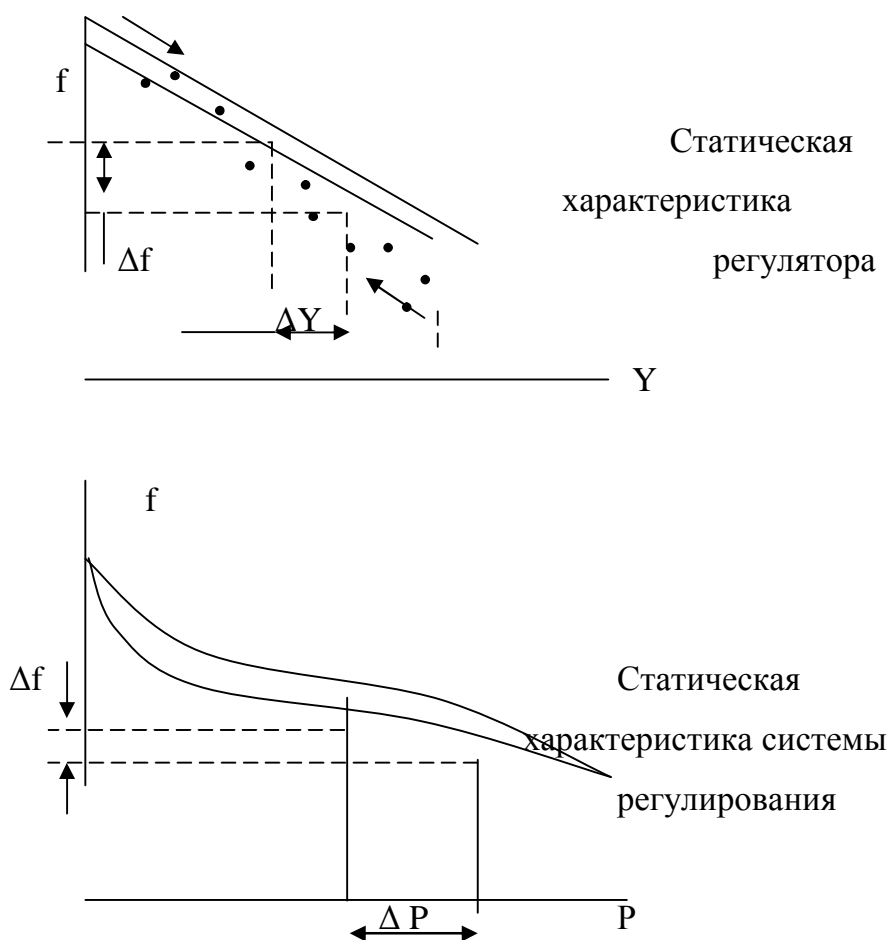 f
Статическая
характеристика
регулятора
Δf
ΔY
Y
f
Δf
Статическая
характеристика системы
регулирования
Δ P
P